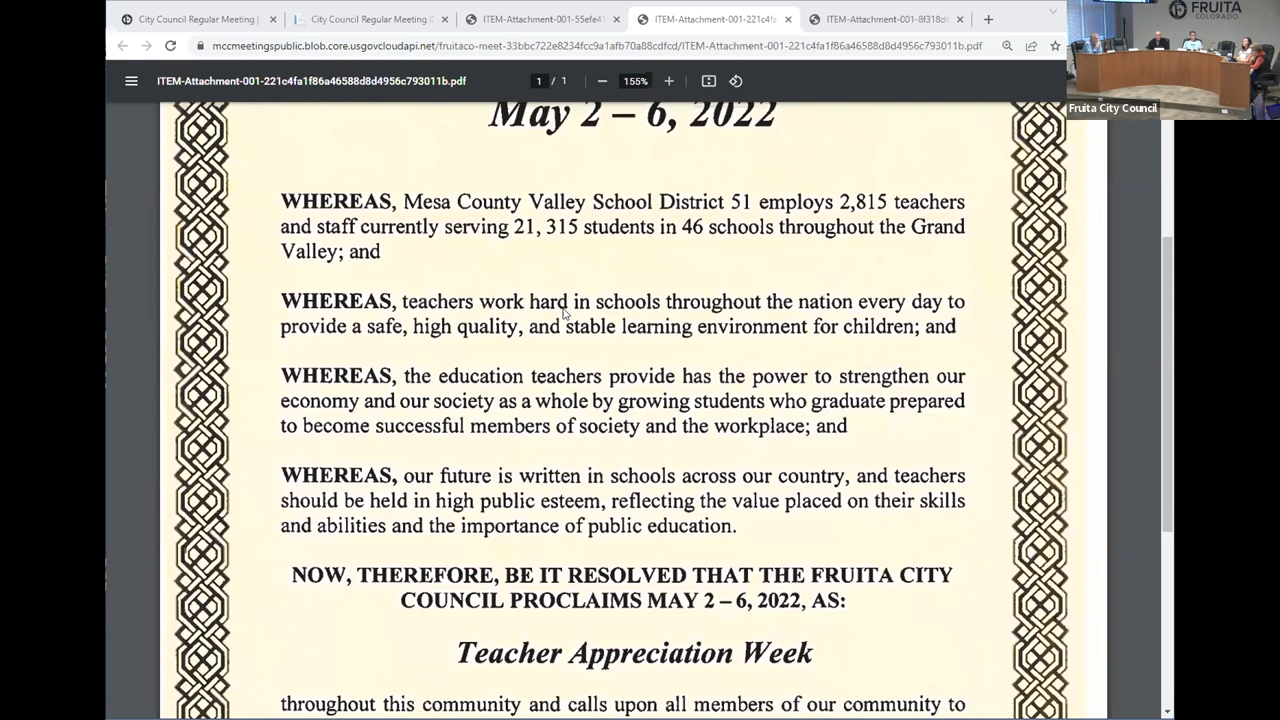 City Council Regular Meeting |
City Council Regular Meeting
ITEM-Attachment-001-55efe4
ITEM-Attachment-001-221c4fa
ITEM-Attachment-001-8f318d
mccmeetingspublic.blob.core.usgovcloudapi.net/fruitaco-meet-33bbc722e8234fcc9a1afb70a88cdfcd/ITEM-Attachment-001-221c4fa1f86a46588d8d4956c793011b.pdf
FRUITA
COLORADO
ITEM-Attachment-001-221c4fa1f86a46588d8d4956c793011b.pdf
1 / 1
155%
Fruita City Council
May 2 – 6, 2022
WHEREAS, Mesa County Valley School District 51 employs 2,815 teachers
and staff currently serving 21, 315 students in 46 schools throughout the Grand
Valley; and
WHEREAS, teachers work hard in schools throughout the nation every day to
provide a safe, high quality, and stable learning environment for children; and
WHEREAS, the education teachers provide has the power to strengthen our
economy and our society as a whole by growing students who graduate prepared
to become successful members of society and the workplace; and
WHEREAS, our future is written in schools across our country, and teachers
should be held in high public esteem, reflecting the value placed on their skills
and abilities and the importance of public education.
NOW, THEREFORE, BE IT RESOLVED THAT THE FRUITA CITY
COUNCIL PROCLAIMS MAY 2 – 6, 2022, AS:
Teacher Appreciation Week
throughout this community and calls upon all members of our community to